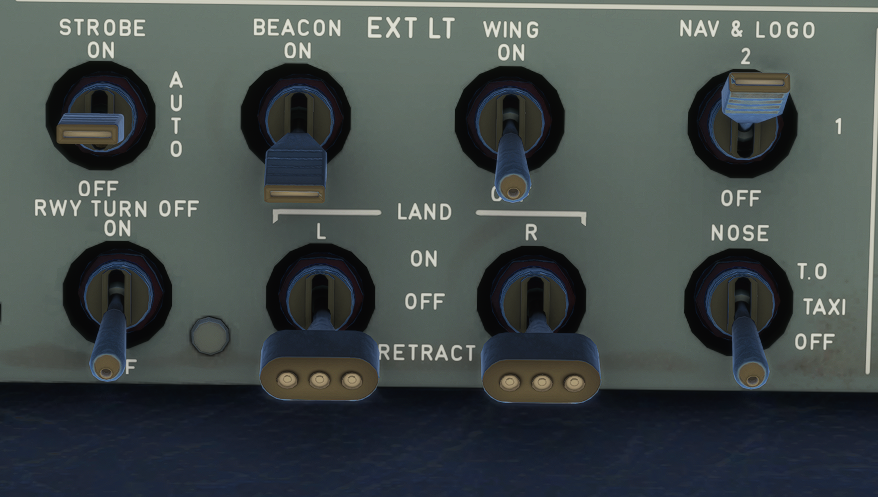 STROBE
ON
AUTO
OFF
BEACON
ON
EXT LT
WING
ON
NAV & LOGO
2
1
OFF
RWY TURN OFF
ON
F
LAND
L
R
ON
OFF
RETRACT
NOSE
T.O
TAXI
OFF